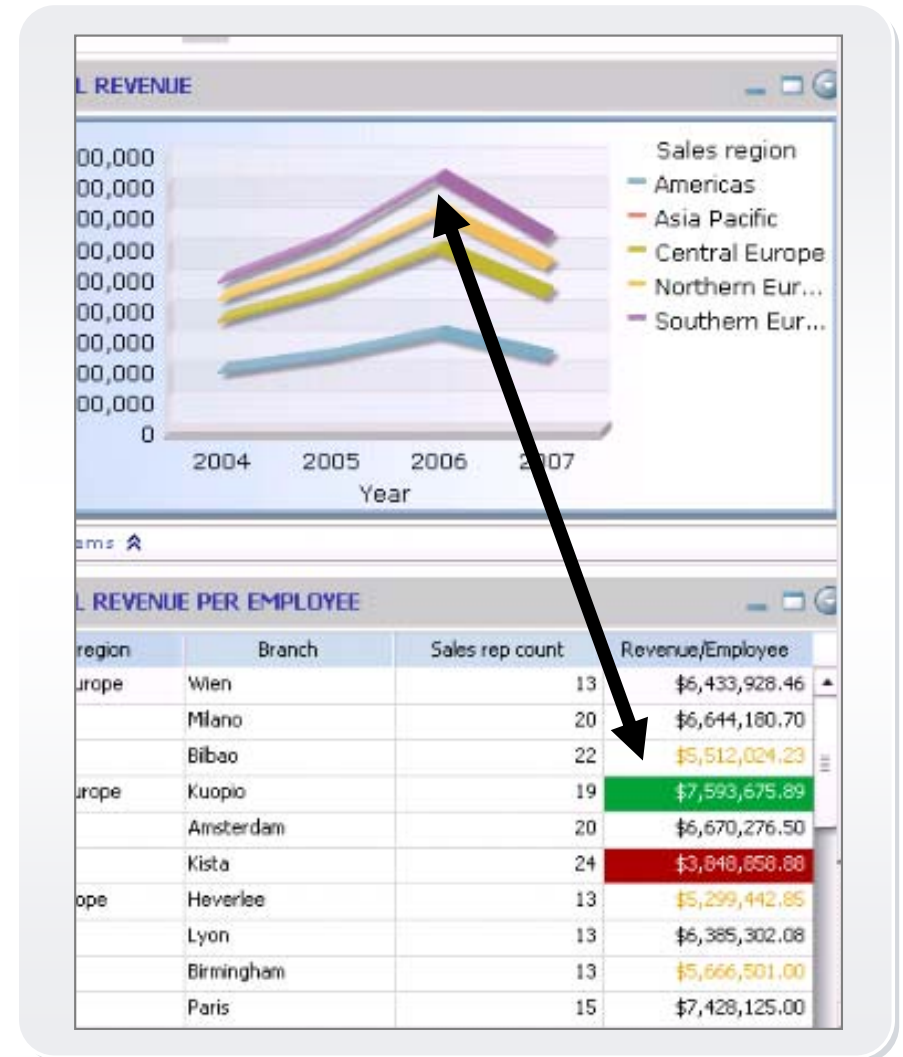 L REVENUE
00,000
00,000
00,000
00,000
00,000
00,000
00,000
00,000
00,000
0
2004 2005 2006 2007
Year
Sales region
Americas
Asia Pacific
Central Europe
Northern Eur...
Southern Eur...
ams
L REVENUE PER EMPLOYEE
region Branch Sales rep count Revenue/Employee
urope Wien 13 $6,433,928.46
Milano 20 $6,644,180.70
Bilbao 22 $5,512,024.23
urope Kuopio 19 $7,593,675.89
Amsterdam 20 $6,670,276.50
Kista 24 $3,848,858.88
ope Heverlee 13 $5,299,442.85
Lyon 13 $6,385,302.08
Birmingham 13 $5,666,501.00
Paris 15 $7,428,125.00